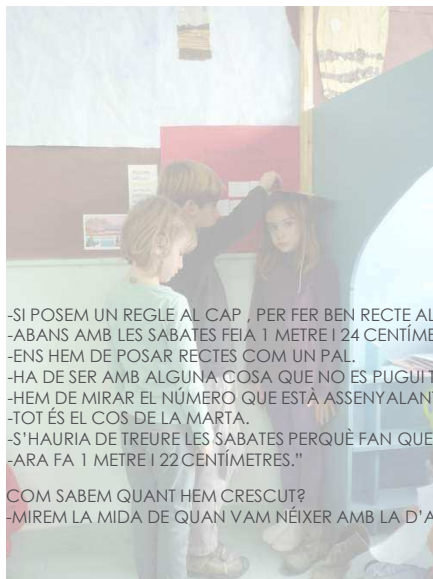 -SI POSEM UN REGLE AL CAP , PER FER BEN RECTE AL
-ABANS AMB LES SABATES FEIA 1 METRE I 24 CENTÍME
-ENS HEM DE POSAR RECTES COM UN PAL.
-HA DE SER AMB ALGUNA COSA QUE NO ES PUGUI T
-HEM DE MIRAR EL NÚMERO QUE ESTÀ ASSENYALANT
-TOT ÉS EL COS DE LA MARTA.
-S’HAURIA DE TREURE LES SABATES PERQUÈ FAN QUE
-ARA FA 1 METRE I 22 CENTÍMETRES.”
COM SABEM QUANT HEM CRESCUT?
-MIREM LA MIDA DE QUAN VAM NÉIXER AMB LA D’A